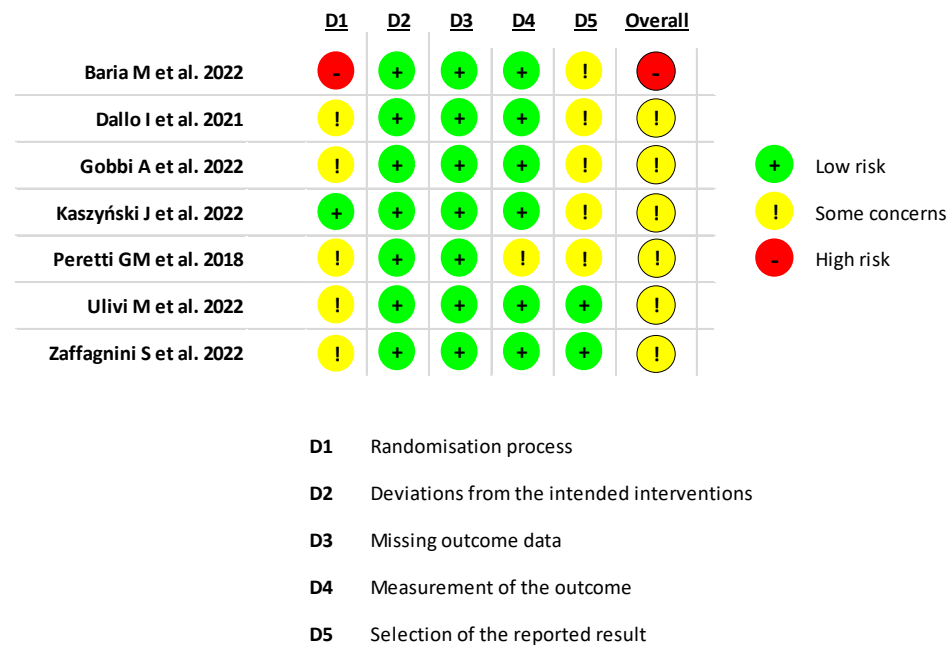 D1 D2 D3 D4 D5 Overall
Baria M et al. 2022 - + + + ! -
Dallo I et al. 2021 ! + + + ! !
Gobbi A et al. 2022 ! + + + ! !
Kaszyński J et al. 2022 + + + + ! !
Peretti GM et al. 2018 ! + + ! ! !
Ulivi M et al. 2022 ! + + + + !
Zaffagnini S et al. 2022 ! + + + + !
+ Low risk
! Some concerns
- High risk
D1 Randomisation process
D2 Deviations from the intended interventions
D3 Missing outcome data
D4 Measurement of the outcome
D5 Selection of the reported result